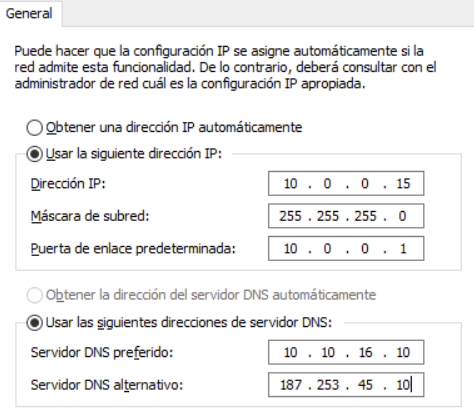 General
Puede hacer que la configuración IP se asigne automáticamente si la
red admite esta funcionalidad. De lo contrario, deberá consultar con el
administrador de red cuál es la configuración IP apropiada.
Obtener una dirección IP automáticamente
Usar la siguiente dirección IP:
Dirección IP: 10 . 0 . 0 . 15
Máscara de subred: 255 . 255 . 255 . 0
Puerta de enlace predeterminada: 10 . 0 . 0 . 1
Obtener la dirección del servidor DNS automáticamente
Usar las siguientes direcciones de servidor DNS:
Servidor DNS preferido: 10 . 10 . 16 . 10
Servidor DNS alternativo: 187 . 253 . 45 . 10